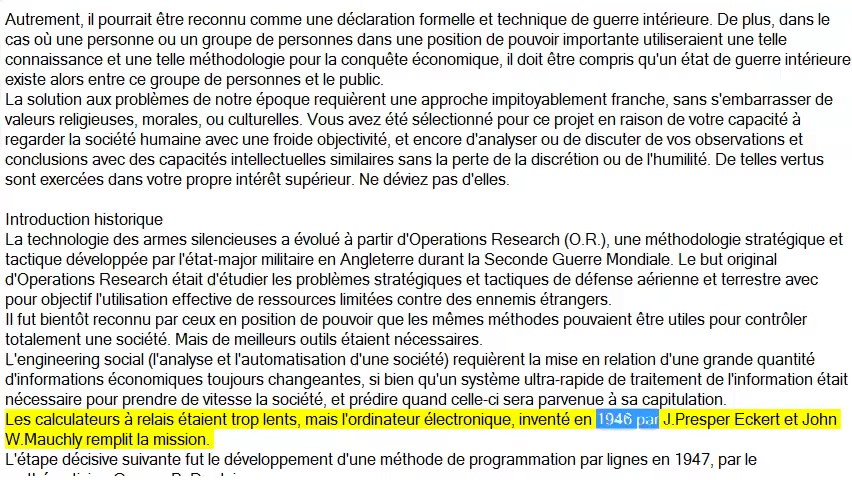 Autrement, il pourrait être reconnu comme une déclaration formelle et technique de guerre intérieure. De plus, dans le
cas où une personne ou un groupe de personnes dans une position de pouvoir importante utiliseraient une telle
connaissance et une telle méthodologie pour la conquête économique, il doit être compris qu'un état de guerre intérieure
existe alors entre ce groupe de personnes et le public.
La solution aux problèmes de notre époque requièrent une approche impitoyablement franche, sans s'embarrasser de
valeurs religieuses, morales, ou culturelles. Vous avez été sélectionné pour ce projet en raison de votre capacité à
regarder la société humaine avec une froide objectivité, et encore d'analyser ou de discuter de vos observations et
conclusions avec des capacités intellectuelles similaires sans la perte de la discrétion ou de l'humilité. De telles vertus
sont exercées dans votre propre intérêt supérieur. Ne déviez pas d'elles.
Introduction historique
La technologie des armes silencieuses a évolué à partir d'Operations Research (O.R.), une méthodologie stratégique et
tactique développée par l'état-major militaire en Angleterre durant la Seconde Guerre Mondiale. Le but original
d'Operations Research était d'étudier les problèmes stratégiques et tactiques de défense aérienne et terrestre avec
pour objectif l'utilisation effective de ressources limitées contre des ennemis étrangers.
Il fut bientôt reconnu par ceux en position de pouvoir que les mêmes méthodes pouvaient être utiles pour contrôler
totalement une société. Mais de meilleurs outils étaient nécessaires.
L'engineering social (l'analyse et l'automatisation d'une société) requièrent la mise en relation d'une grande quantité
d'informations économiques toujours changeantes, si bien qu'un système ultra-rapide de traitement de l'information était
nécessaire pour prendre de vitesse la société, et prédire quand celle-ci sera parvenue à sa capitulation.
Les calculateurs à relais étaient trop lents, mais l'ordinateur électronique, inventé en 1946 par J.Presper Eckert et John
W.Mauchly remplit la mission.
L'étape décisive suivante fut le développement d'une méthode de programmation par lignes en 1947, par le